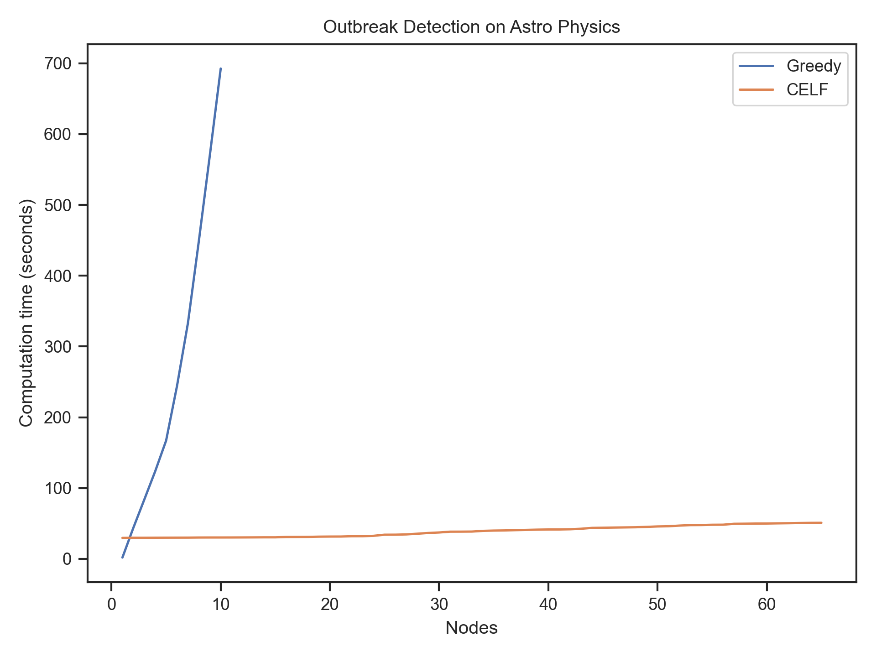 Outbreak Detection on Astro Physics
Greedy
CELF
Computation time (seconds)
700
600
500
400
300
200
100
0
0 10 20 30 40 50 60
Nodes